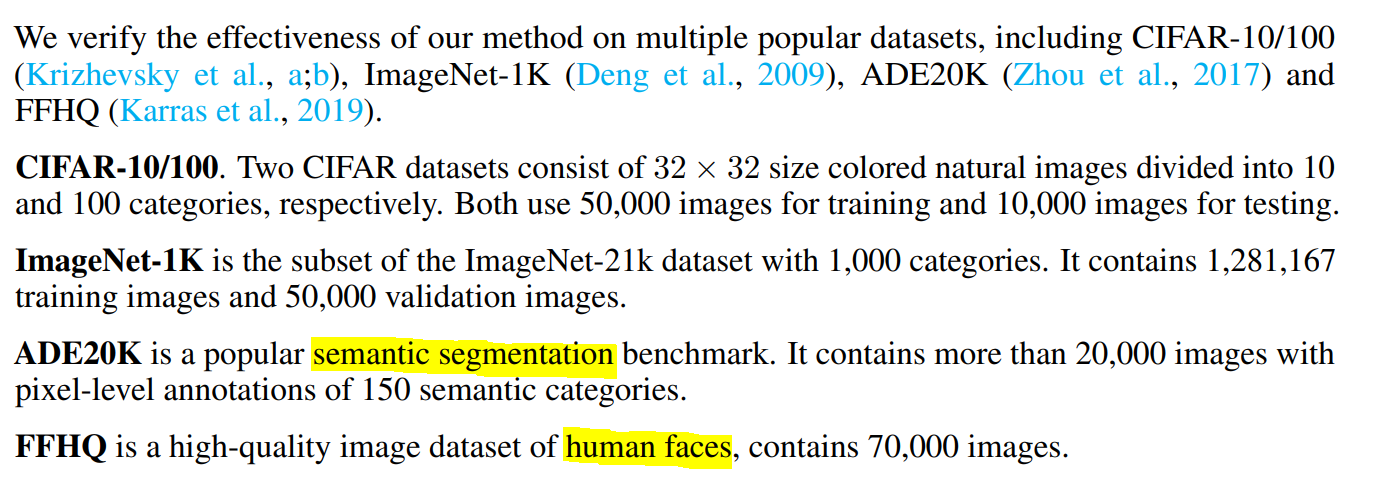 We verify the effectiveness of our method on multiple popular datasets, including CIFAR-10/100
(Krizhevsky et al., a;b), ImageNet-1K (Deng et al., 2009), ADE20K (Zhou et al., 2017) and
FFHQ (Karras et al., 2019).
CIFAR-10/100. Two CIFAR datasets consist of 32 × 32 size colored natural images divided into 10
and 100 categories, respectively. Both use 50,000 images for training and 10,000 images for testing.
ImageNet-1K is the subset of the ImageNet-21k dataset with 1,000 categories. It contains 1,281,167
training images and 50,000 validation images.
ADE20K is a popular semantic segmentation benchmark. It contains more than 20,000 images with
pixel-level annotations of 150 semantic categories.
FFHQ is a high-quality image dataset of human faces, contains 70,000 images.